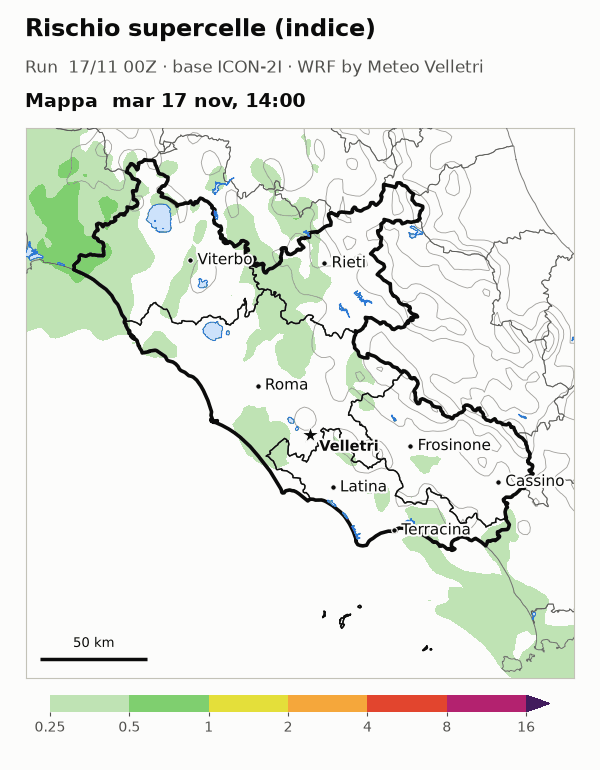 Rischio supercelle (indice)
Run  17/11 00Z · base ICON-2I · WRF by Meteo Velletri
Mappa  mar 17 nov, 14:00
Viterbo
Rieti
Roma
Velletri
Frosinone
Cassino
Latina
Terracina
50 km
0.25 0.5 1 2 4 8 16